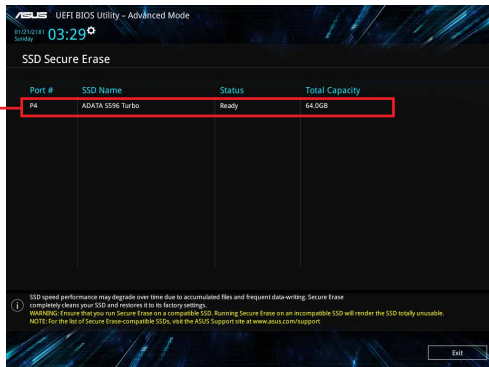 ASUS UEFI BIOS Utility – Advanced Mode
01/21/2181 03:29
Sunday
SSD Secure Erase
Port # SSD Name Status Total Capacity
P4 ADATA S596 Turbo Ready 64.0GB
SSD speed performance may degrade over time due to accumulated files and frequent data-writing. Secure Erase
completely cleans your SSD and restores it to its factory settings.
WARNING: Ensure that you run Secure Erase on a compatible SSD. Running Secure Erase on an incompatible SSD will render the SSD totally unusable.
NOTE: For the list of Secure Erase-compatible SSDs, visit the ASUS Support site at www.asus.com/support
Exit